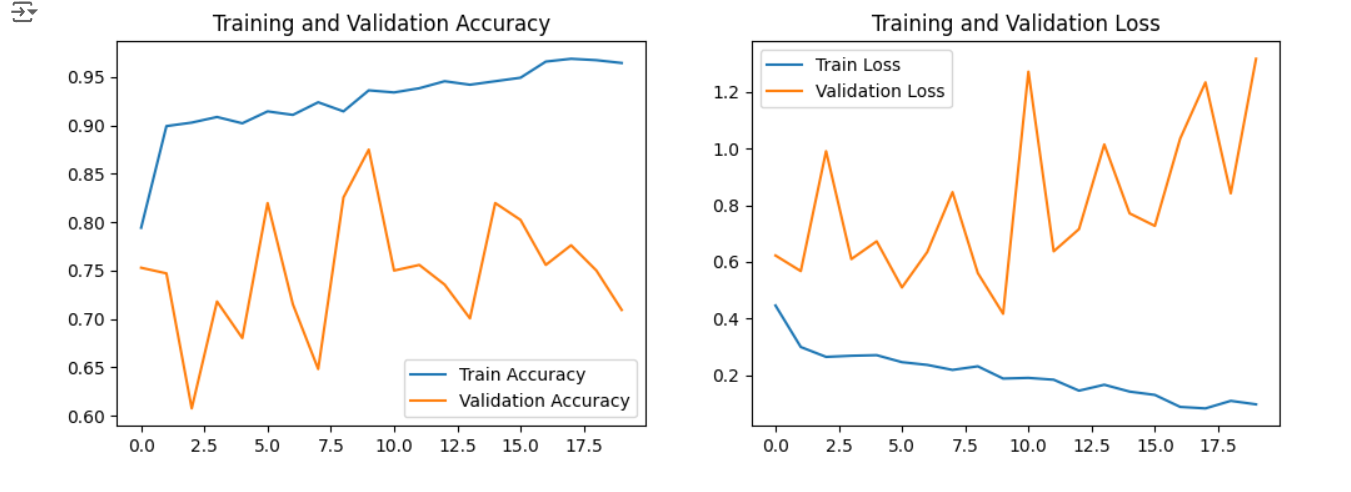 Training and Validation Accuracy
0.95
0.90
0.85
0.80
0.75
0.70
0.65
0.60
Train Accuracy
Validation Accuracy
0.0 2.5 5.0 7.5 10.0 12.5 15.0 17.5
Training and Validation Loss
Train Loss
Validation Loss
1.2
1.0
0.8
0.6
0.4
0.2
0.0 2.5 5.0 7.5 10.0 12.5 15.0 17.5